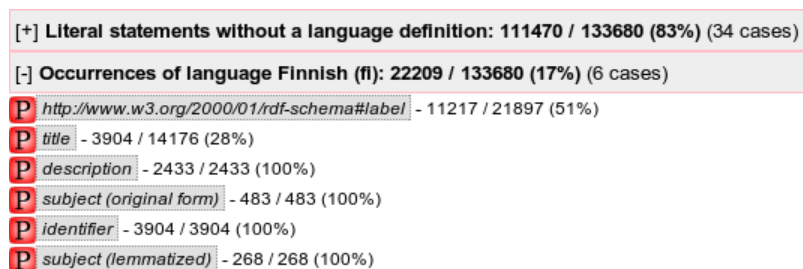 [+] Literal statements without a language definition: 111470 / 133680 (83%) (34 cases)
[-] Occurrences of language Finnish (fi): 22209 / 133680 (17%) (6 cases)
P http://www.w3.org/2000/01/rdf-schema#label - 11217 / 21897 (51%)
P title - 3904 / 14176 (28%)
P description - 2433 / 2433 (100%)
P subject (original form) - 483 / 483 (100%)
P identifier - 3904 / 3904 (100%)
P subject (lemmatized) - 268 / 268 (100%)